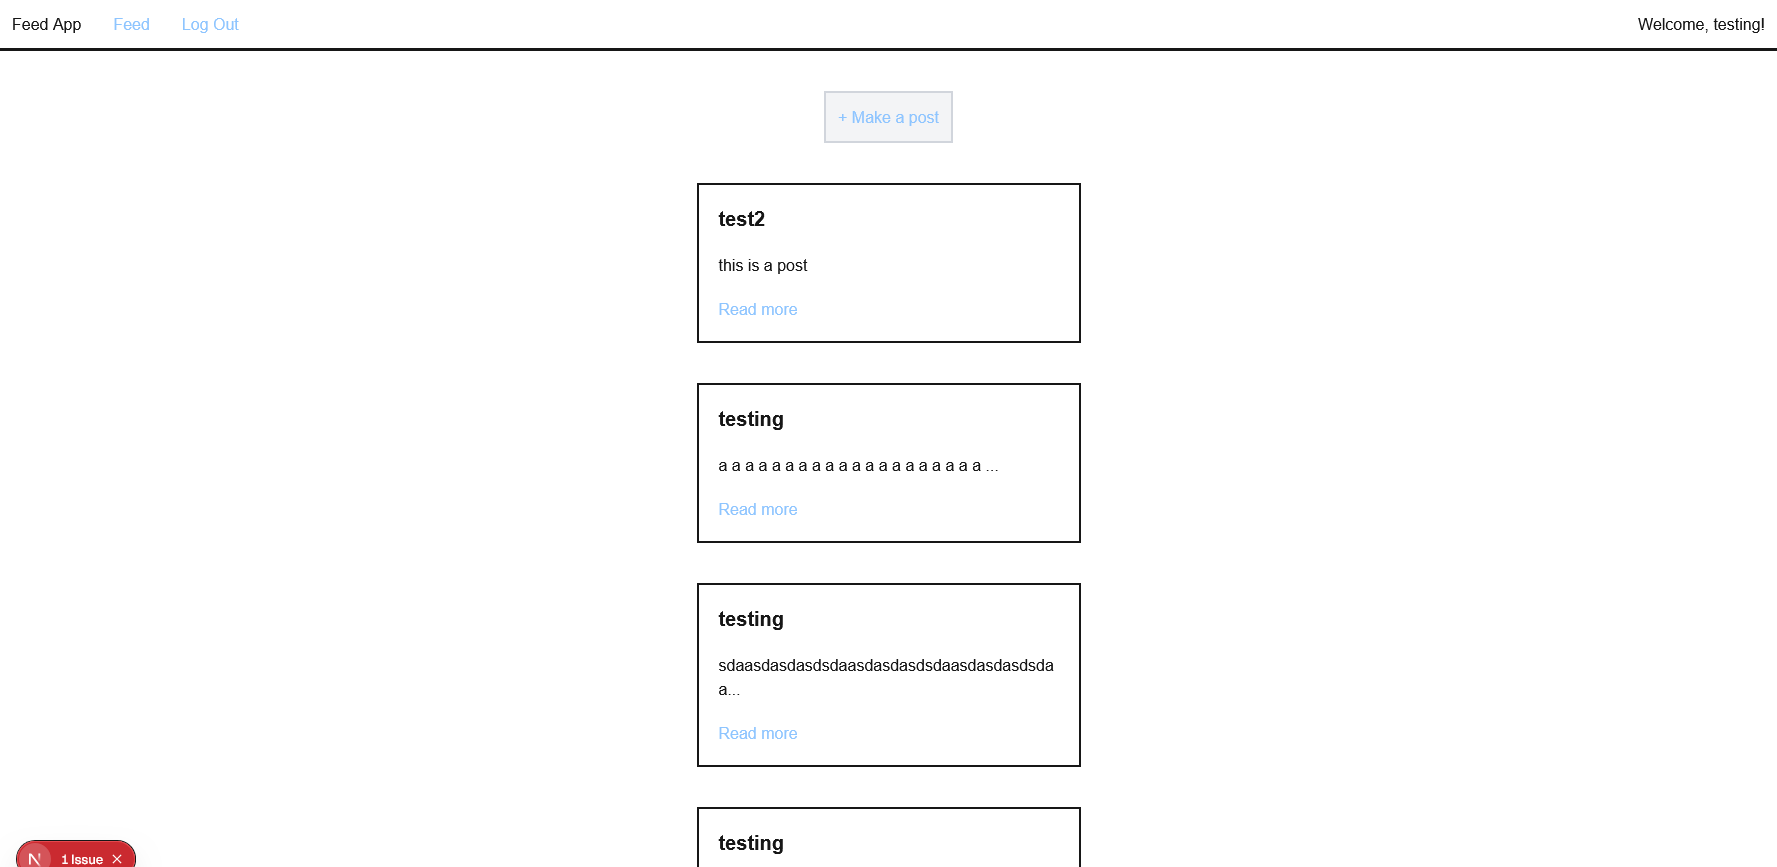 Feed App Feed Log Out Welcome, testing!
+ Make a post
test2
this is a post
Read more
testing
a a a a a a a a a a a a a a a a a a a a ...
Read more
testing
sdaasdasdasdsdaasdasdasdsdaasdasdasdsda
a...
Read more
testing
N 1 Issue ×